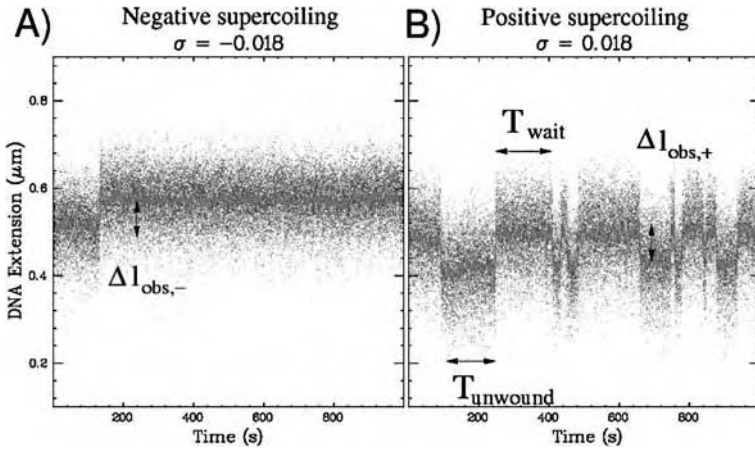 A)
Negative supercoiling
σ = −0.018
DNA Extension (μm)
0.8
0.6
0.4
0.2
Δl_obs,−
200
400
600
800
Time (s)
B)
Positive supercoiling
σ = 0.018
T_wait
Δl_obs,+
T_unwound
200
400
600
800
Time (s)